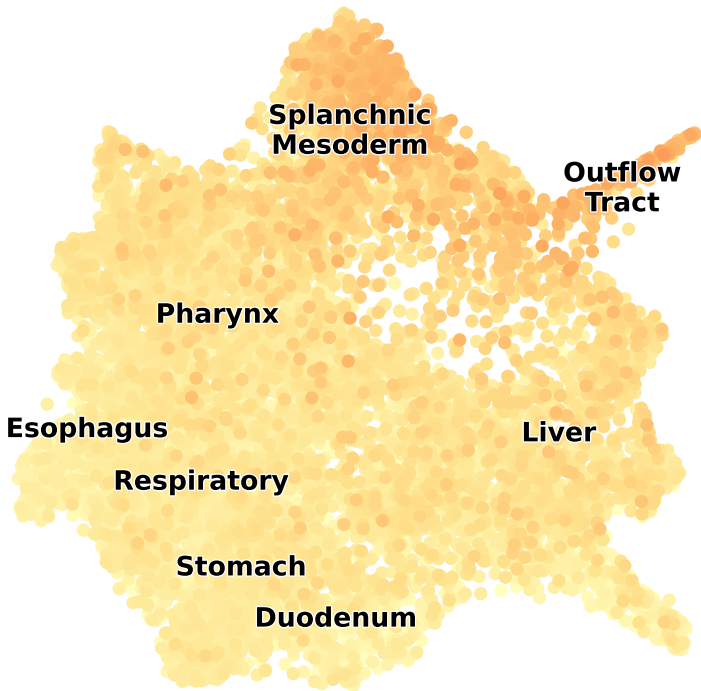 Splanchnic
Mesoderm
Outflow
Tract
Pharynx
Esophagus
Liver
Respiratory
Stomach
Duodenum